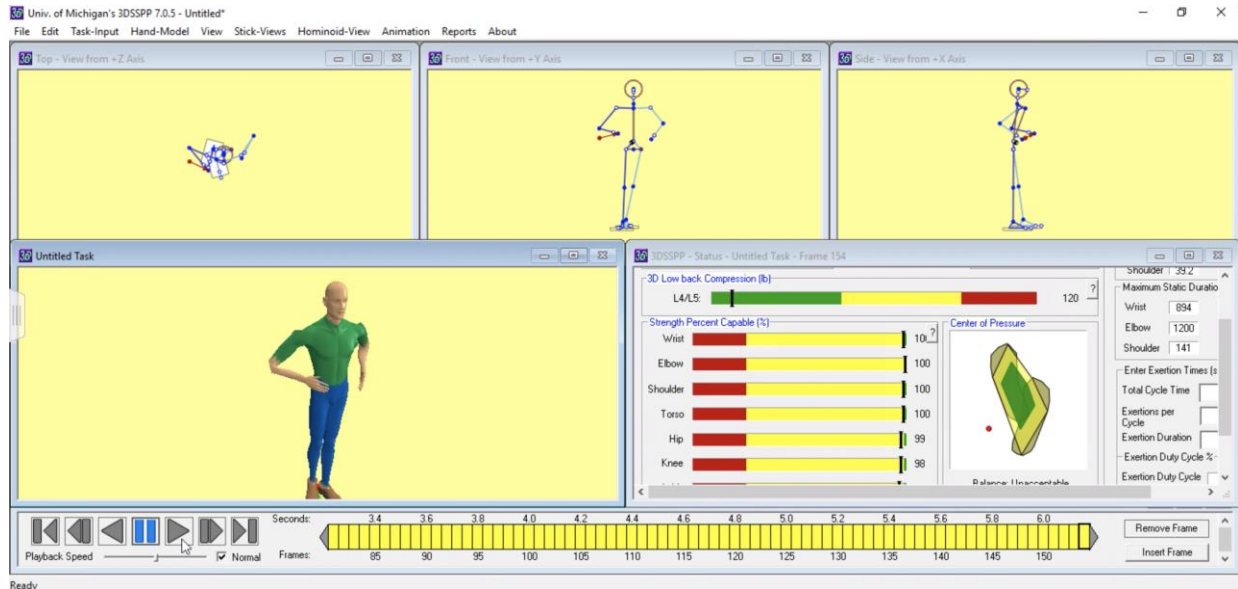 Univ. of Michigan's 3DSSPP 7.0.5 - Untitled*
File Edit Task-Input Hand-Model View Stick-Views Hominoid-View Animation Reports About
Top - View from +Z Axis
Front - View from +Y Axis
Side - View from +X Axis
Untitled Task
3DSSPP - Status - Untitled Task - Frame 154
3D Low back Compression (lb)
L4/L5: 120 ?
Strength Percent Capable (%)
Wrist 10 ?
Elbow 100
Shoulder 100
Torso 100
Hip 99
Knee 98
Center of Pressure
Balance: Unacceptable
Shoulder 39.2
Maximum Static Duratio
Wrist 894
Elbow 1200
Shoulder 141
Enter Exertion Times (s
Total Cycle Time
Exertions per
Cycle
Exertion Duration
Exertion Duty Cycle %
Exertion Duty Cycle
Seconds: 3.4 3.6 3.8 4.0 4.2 4.4 4.6 4.8 5.0 5.2 5.4 5.6 5.8 6.0
Frames: 85 90 95 100 105 110 115 120 125 130 135 140 145 150
Playback Speed Normal
Remove Frame
Insert Frame
Ready